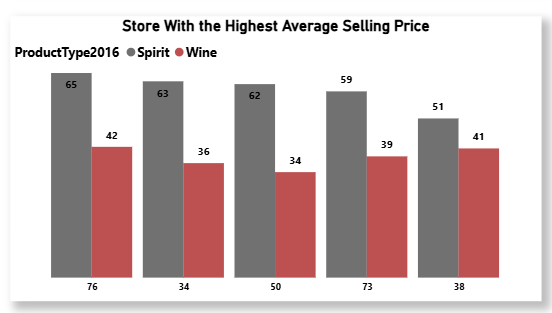 Store With the Highest Average Selling Price
ProductType2016 Spirit Wine
65 42 63 36 62 34 59 39 51 41
76 34 50 73 38